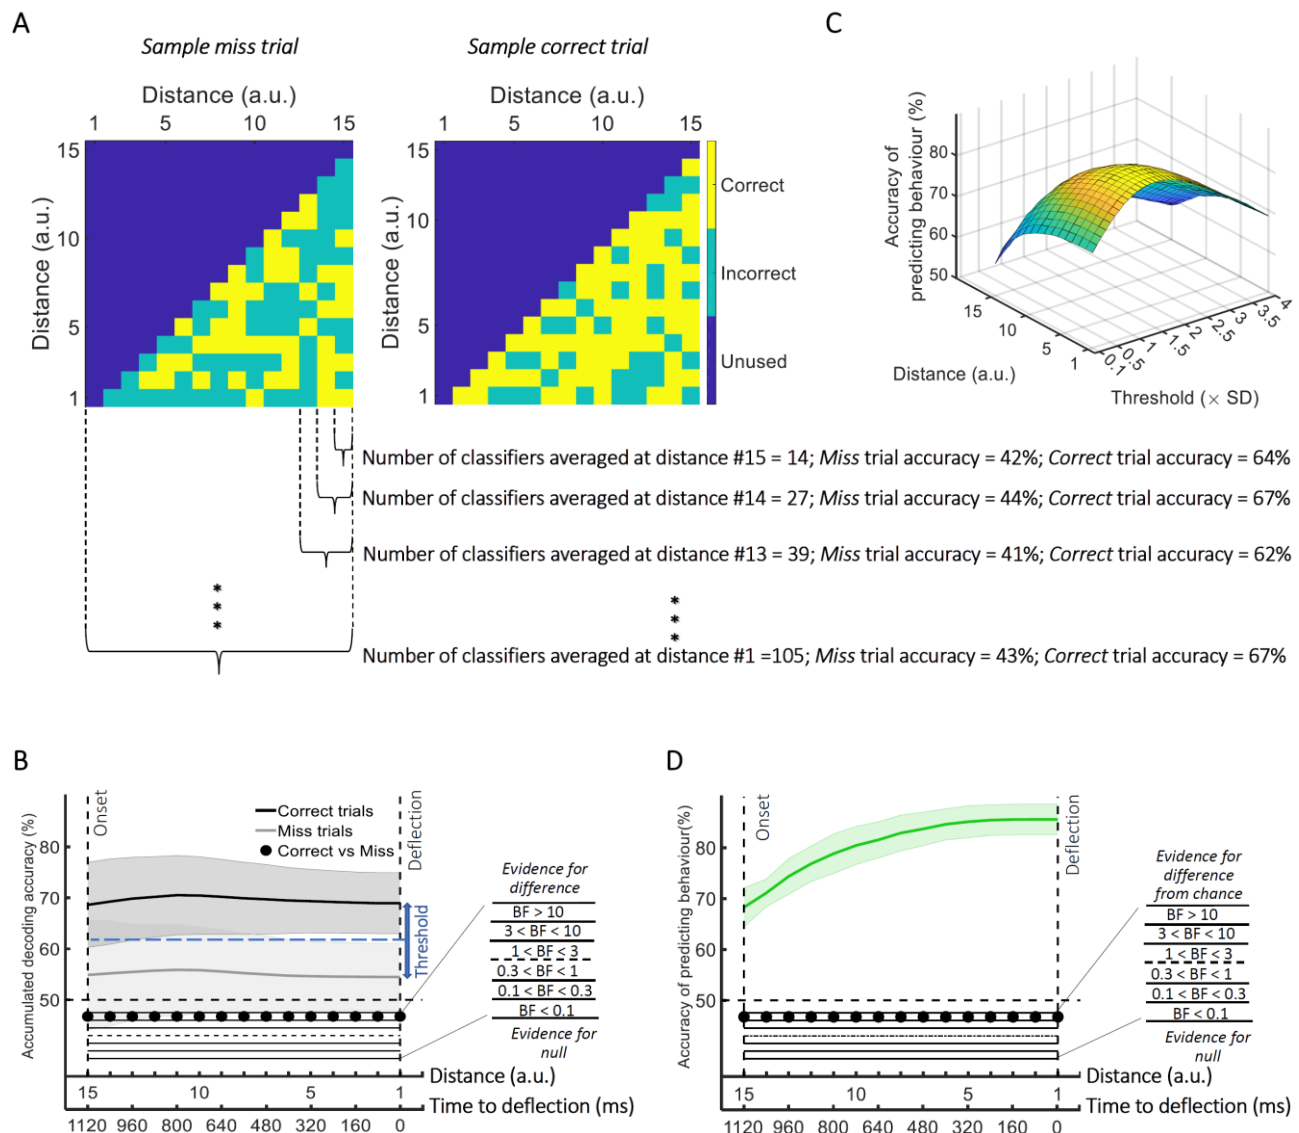 A
Sample miss trial
Sample correct trial
C
Distance (a.u.)
Distance (a.u.)
1 5 10 15
1 5 10 15
15
10
5
1
Distance (a.u.)
15
10
5
1
Distance (a.u.)
Correct
Incorrect
Unused
Accuracy of
predicting behaviour (%)
80
70
60
50
15
10
5
1
Distance (a.u.)
0.1
0.5
1
1.5
2
2.5
3
3.5
4
Threshold (× SD)
Number of classifiers averaged at distance #15 = 14; Miss trial accuracy = 42%; Correct trial accuracy = 64%
Number of classifiers averaged at distance #14 = 27; Miss trial accuracy = 44%; Correct trial accuracy = 67%
Number of classifiers averaged at distance #13 = 39; Miss trial accuracy = 41%; Correct trial accuracy = 62%
*
*
*
*
*
*
Number of classifiers averaged at distance #1 =105; Miss trial accuracy = 43%; Correct trial accuracy = 67%
B
Accumulated decoding accuracy (%)
80
70
60
50
Onset
Correct trials
Miss trials
Correct vs Miss
Deflection
Threshold
Evidence for
difference
BF > 10
3 < BF < 10
1 < BF < 3
0.3 < BF < 1
0.1 < BF < 0.3
BF < 0.1
Evidence for
null
Distance (a.u.)
15 10 5 1
Time to deflection (ms)
1120 960 800 640 480 320 160 0
D
Accuracy of predicting behaviour(%)
80
70
60
50
Onset
Deflection
Evidence for
difference
from chance
BF > 10
3 < BF < 10
1 < BF < 3
0.3 < BF < 1
0.1 < BF < 0.3
BF < 0.1
Evidence for
null
Distance (a.u.)
15 10 5 1
Time to deflection (ms)
1120 960 800 640 480 320 160 0